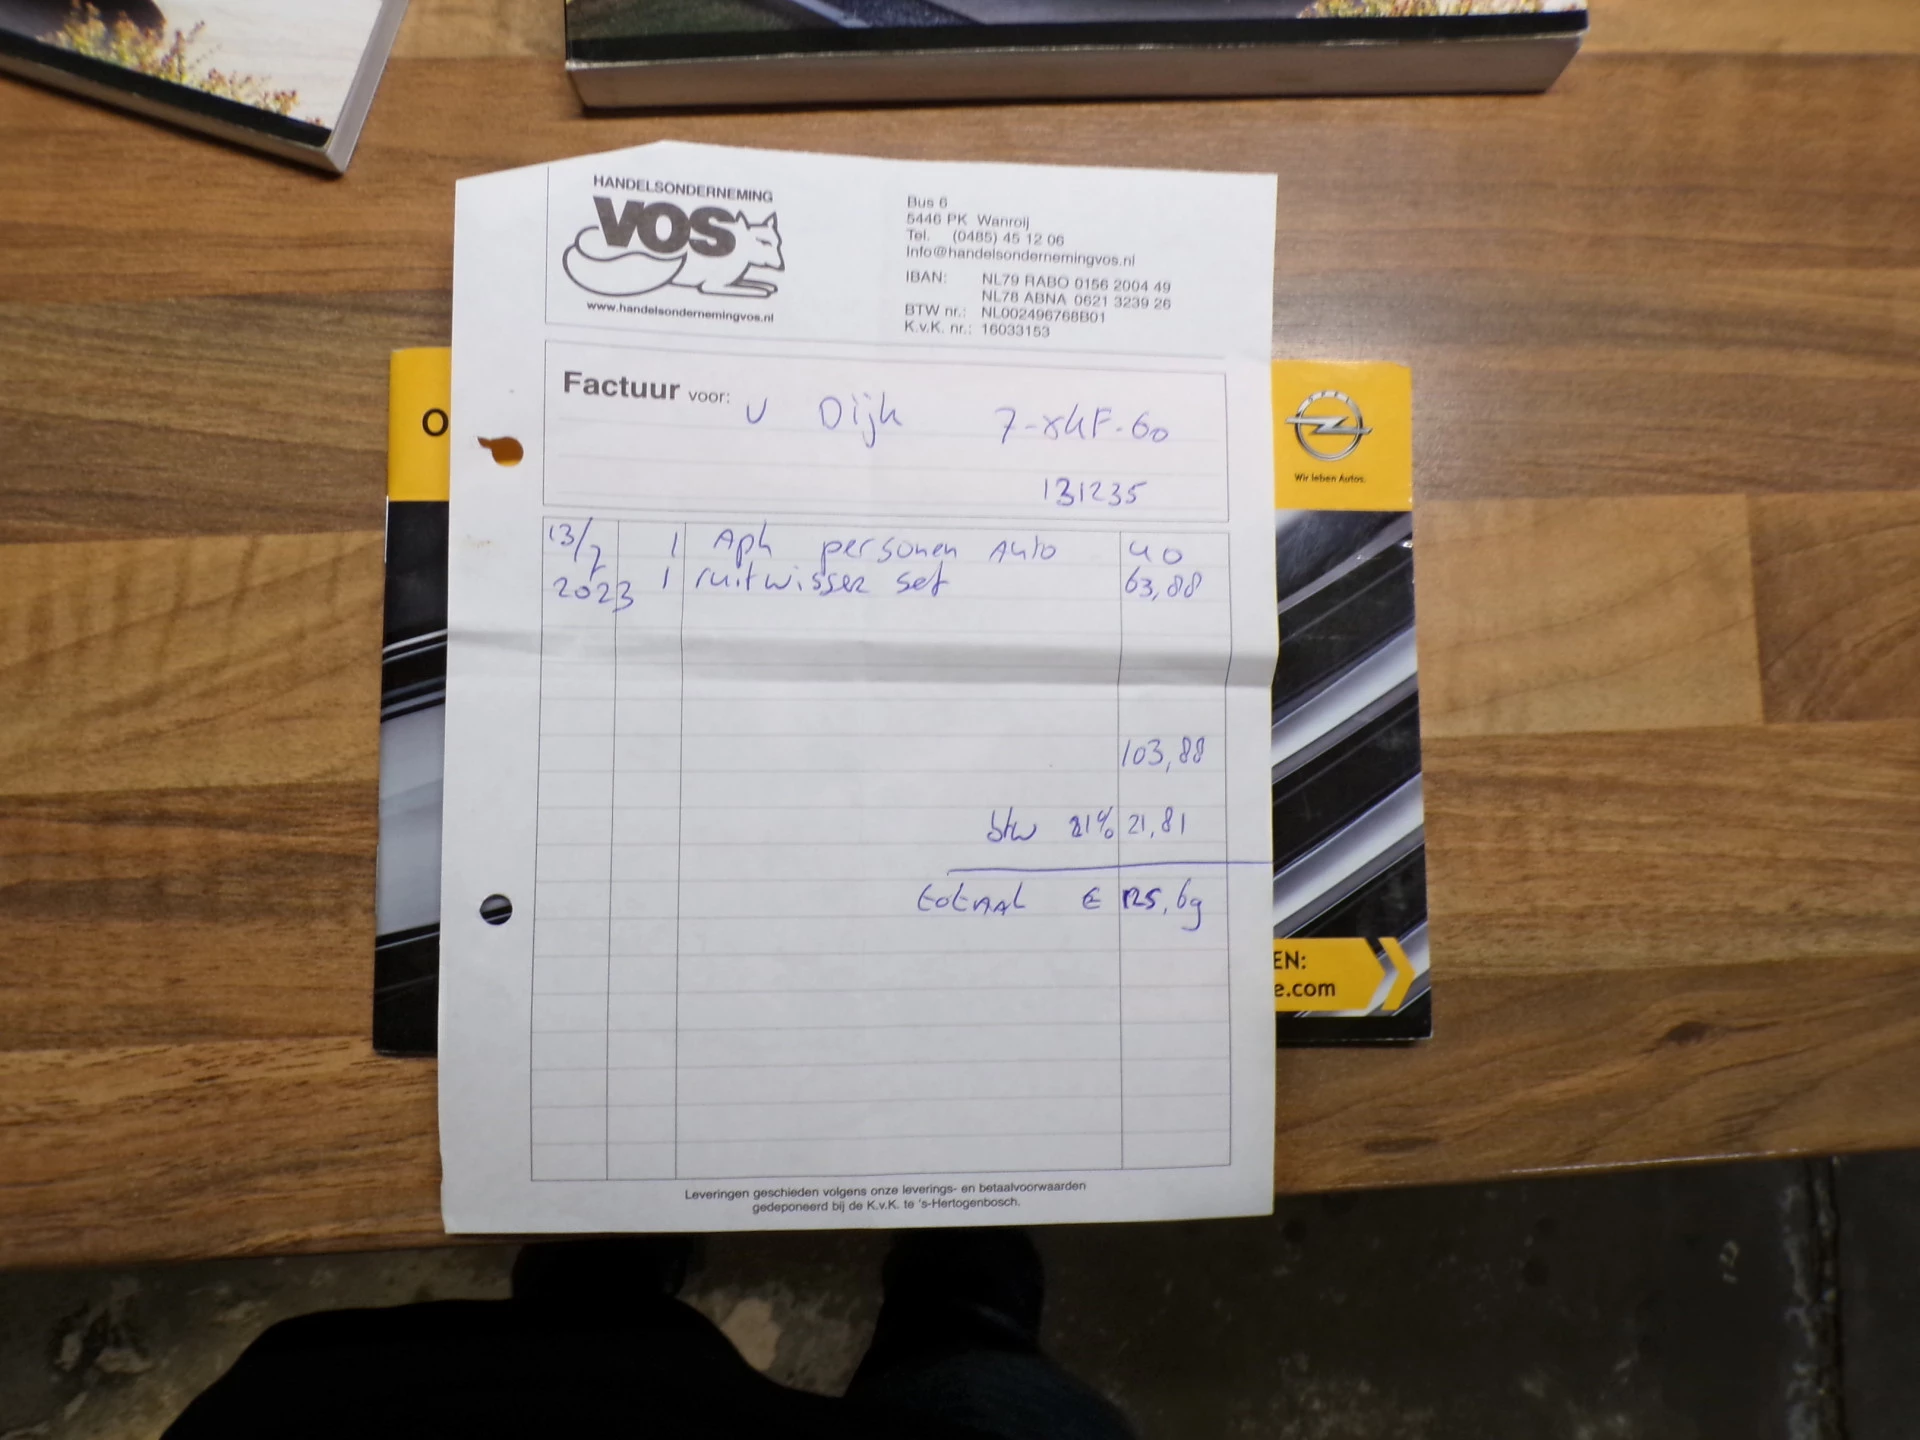 HANDELSONDERNEMING
VOS
www.handelsondernemingvos.nl
Bus 6
5446 PK Wanroij
Tel. (0485) 45 12 06
Info@handelsondernemingvos.nl
IBAN: NL79 RABO 0156 2004 49
NL78 ABNA 0621 3239 26
BTW nr.: NL002496768B01
K.v.K. nr.: 16033153
Factuur voor: v Dijk 7-xkF-60
131235
13/7 1 Apk personen Auto 40
2023 1 ruitwisser set 63,88
103,88
btw 21% 21,81
totaal € 125,69
Leveringen geschieden volgens onze leverings- en betaalvoorwaarden
gedeponeerd bij de K.v.K. te 's-Hertogenbosch.
O
OPEL
Wir leben Autos.
EN:
e.com